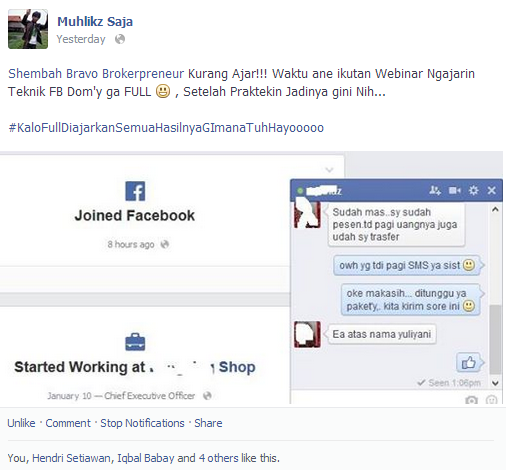 Muhlikz Saja
Yesterday
Shembah Bravo Brokerpreneur Kurang Ajar!!! Waktu ane ikutan Webinar Ngajarin
Teknik FB Dom'y ga FULL 😃 , Setelah Praktekin Jadinya gini Nih...
#KaloFullDiajarkanSemuaHasilnyaGImanaTuhHayooooo
Joined Facebook
8 hours ago
Started Working at Shop
January 10 — Chief Executive Officer
Sudah mas..sy sudah
pesen.td pagi uangnya juga
udah sy trasfer
owh yg tdi pagi SMS ya sist 😃
oke makasih... ditunggu ya
paketÿ,. kita kirim sore ini 😃
Ea atas nama yuliyani
✓ Seen 1:06pm
Unlike · Comment · Stop Notifications · Share
You, Hendri Setiawan, Iqbal Babay and 4 others like this.